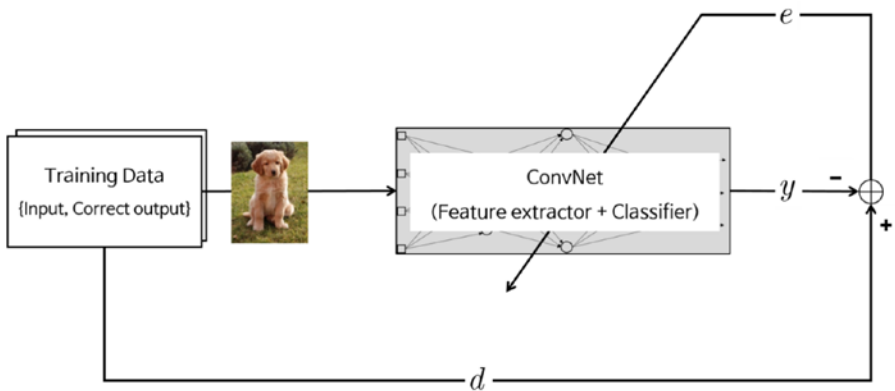 e
Training Data
{Input, Correct output}
ConvNet
(Feature extractor + Classifier)
y
-
+
d